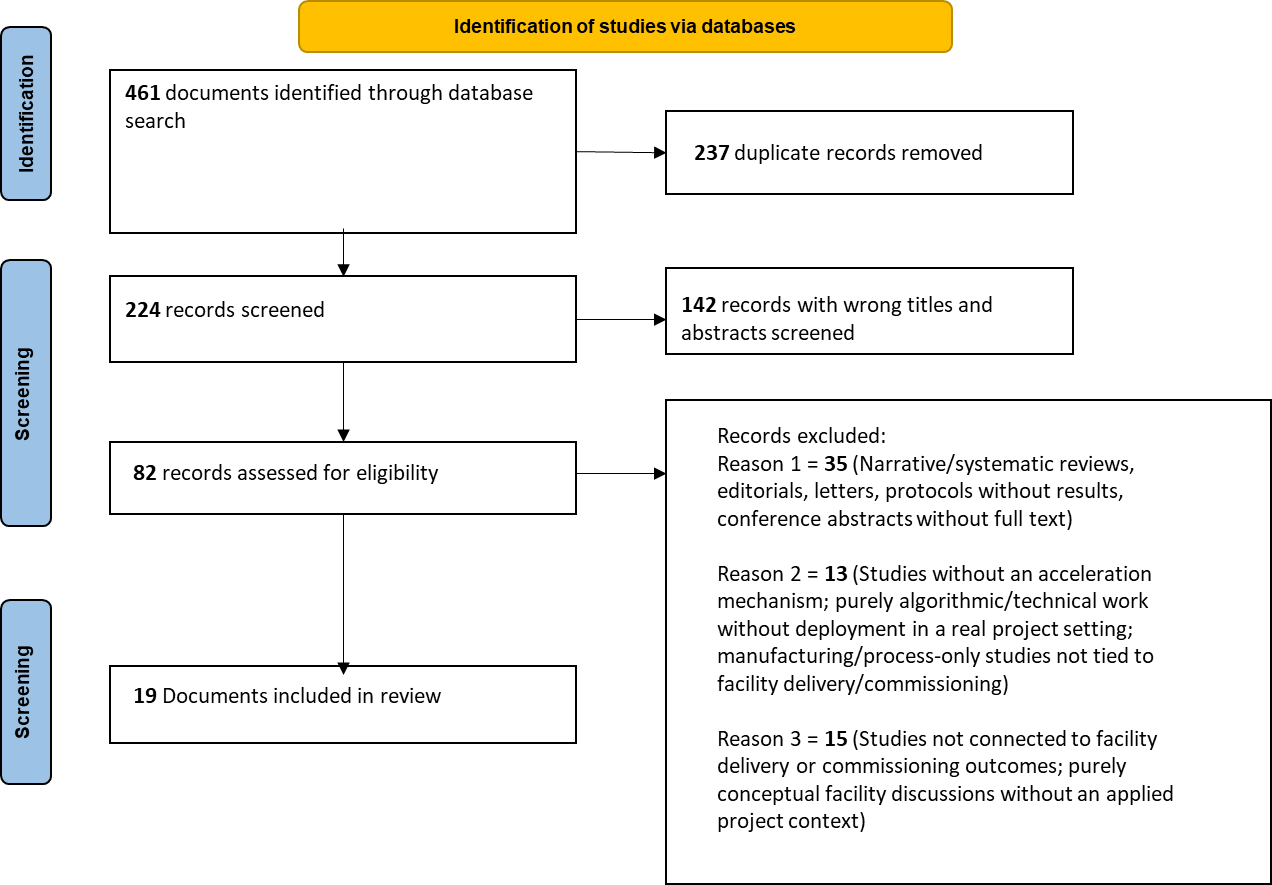 Identification of studies via databases
Identification
461 documents identified through database
search
237 duplicate records removed
Screening
224 records screened
142 records with wrong titles and
abstracts screened
82 records assessed for eligibility
Records excluded:
Reason 1 = 35 (Narrative/systematic reviews,
editorials, letters, protocols without results,
conference abstracts without full text)
Reason 2 = 13 (Studies without an acceleration
mechanism; purely algorithmic/technical work
without deployment in a real project setting;
manufacturing/process-only studies not tied to
facility delivery/commissioning)
Reason 3 = 15 (Studies not connected to facility
delivery or commissioning outcomes; purely
conceptual facility discussions without an applied
project context)
Screening
19 Documents included in review